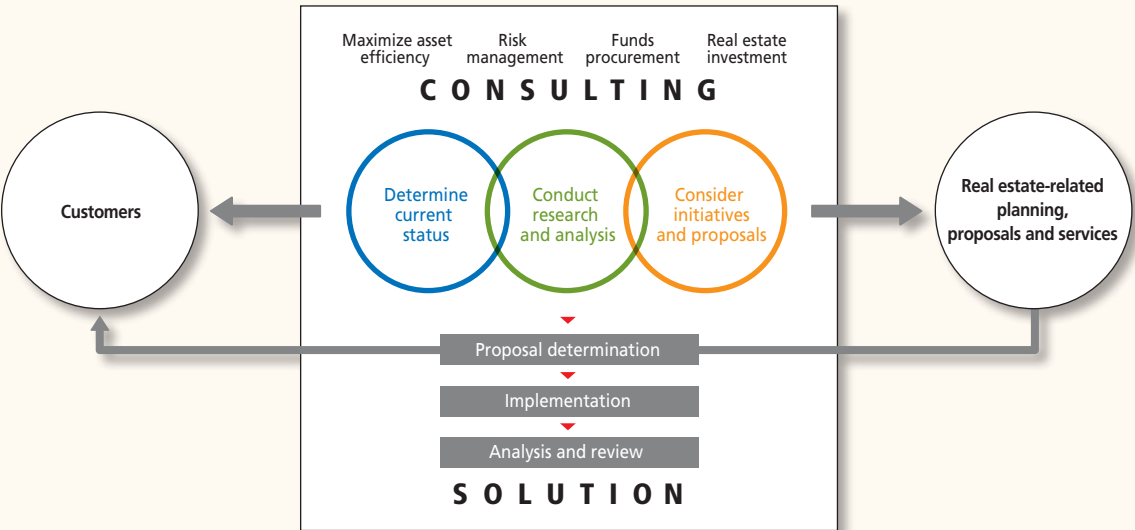 Maximize asset
efficiency
Risk
management
Funds
procurement
Real estate
investment
CONSULTING
Customers
Determine
current
status
Conduct
research
and analysis
Consider
initiatives
and proposals
Real estate-related
planning,
proposals and services
Proposal determination
Implementation
Analysis and review
SOLUTION